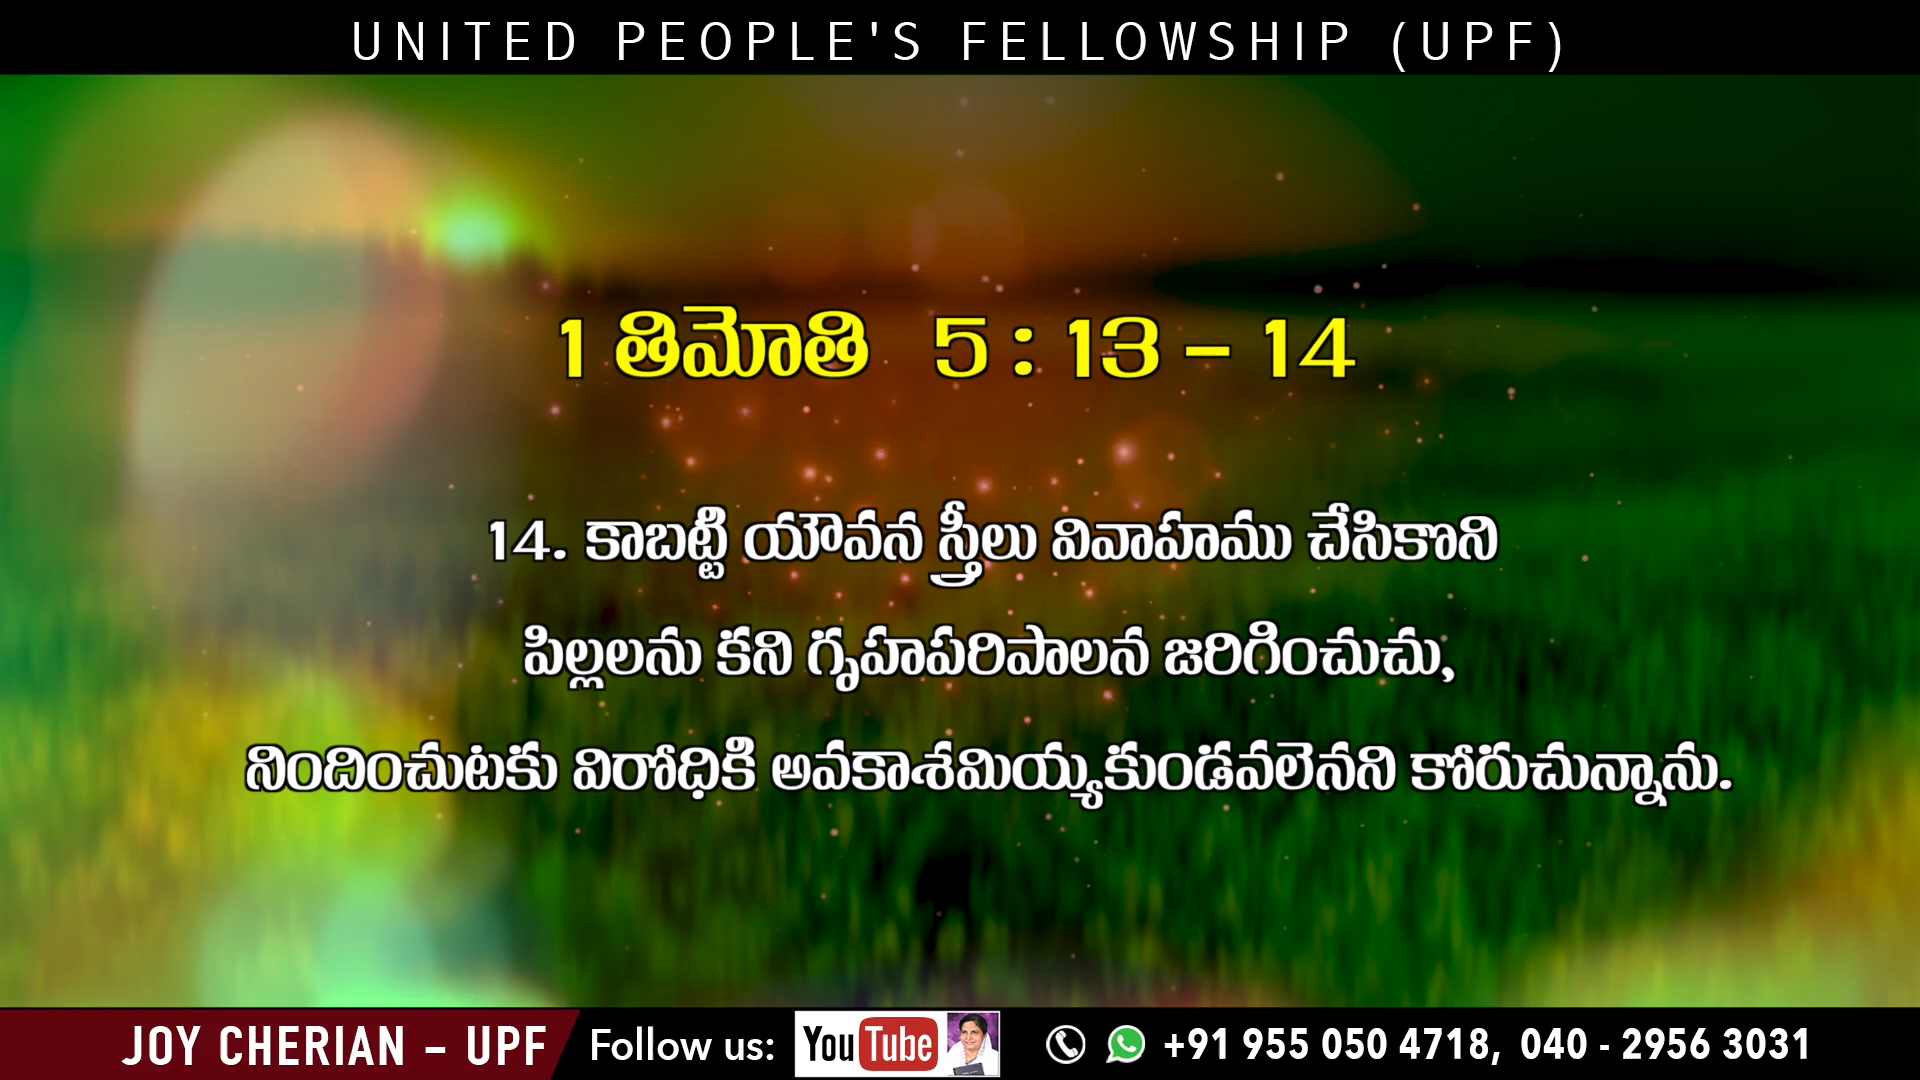 UNITED PEOPLE'S FELLOWSHIP (UPF)
1 తిమోతి 5 : 13 – 14
14. కాబట్టి యౌవన స్త్రీలు వివాహము చేసికొని
పిల్లలను కని గృహపరిపాలన జరిగించుచు,
నిందించుటకు విరోధికి అవకాశమియ్యకుండవలెనని కోరుచున్నాను.
JOY CHERIAN – UPF Follow us: YouTube +91 955 050 4718, 040 - 2956 3031